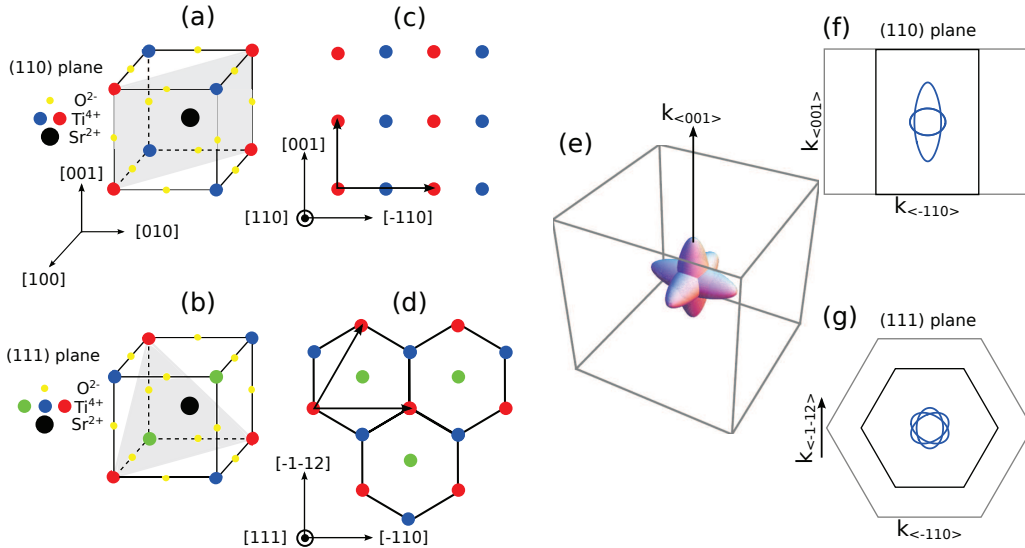 (a)
(110) plane
O2-
Ti4+
Sr2+
[001]
[010]
[100]
(b)
(111) plane
O2-
Ti4+
Sr2+
(c)
[001]
[110]
[-110]
(d)
[-1-12]
[111]
[-110]
(e)
k<001>
(f)
(110) plane
k<001>
k<-110>
(g)
(111) plane
k<-1-12>
k<-110>